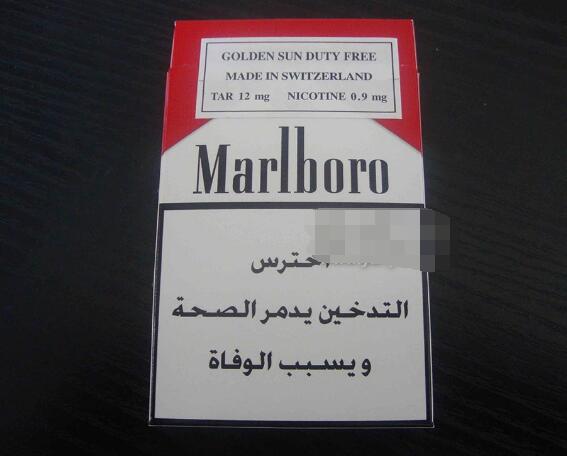 GOLDEN SUN DUTY FREE
MADE IN SWITZERLAND
TAR 12 mg NICOTINE 0.9 mg
Marlboro
احترس
التدخين يدمر الصحة
ويسبب الوفاة